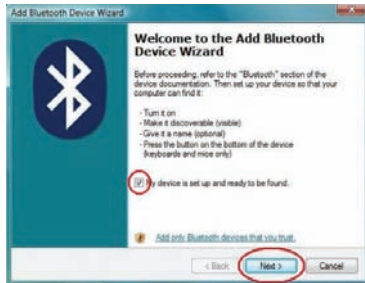 Add Bluetooth Device Wizard
Welcome to the Add Bluetooth
Device Wizard
Before proceeding, refer to the "Bluetooth" section of the
device documentation. Then set up your device so that your
computer can find it:
- Turn it on
- Make it discoverable (visible)
- Give it a name (optional)
- Press the button on the bottom of the device
(keyboards and mice only)
My device is set up and ready to be found.
Add only Bluetooth devices that you trust.
< Back
Next >
Cancel